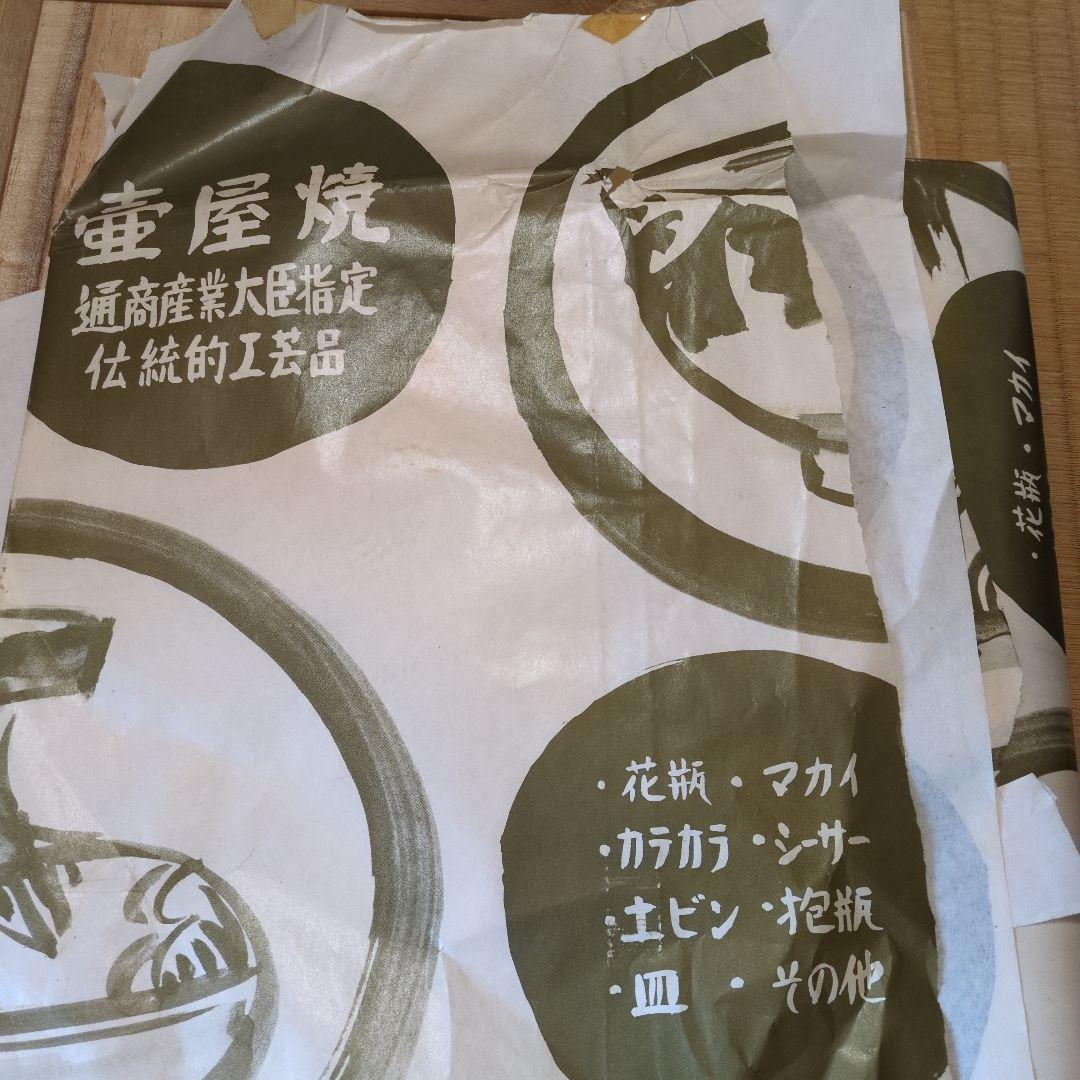 壷屋焼
通商産業大臣指定
伝統的工芸品
・花瓶・マカイ
・花瓶・マカイ
・カラカラ・シーサー
・土ビン・抱瓶
・皿・その他